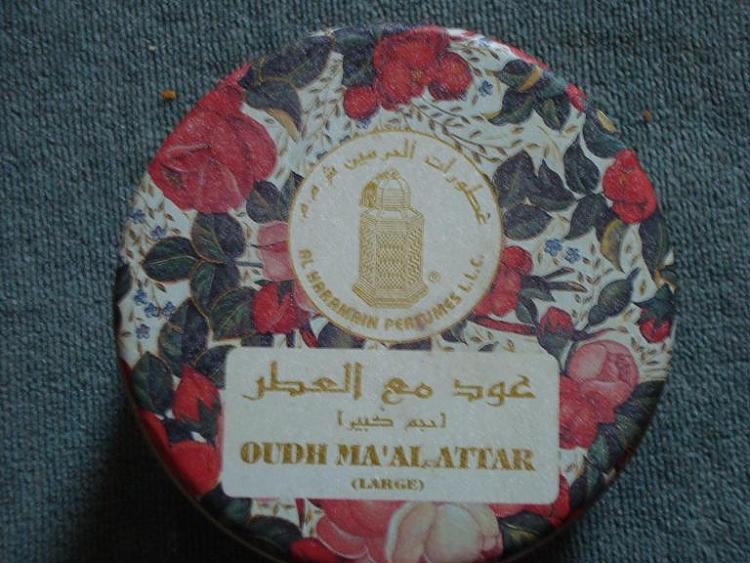 عطورات الحرمين ش.م.م
®
AL HARAMAIN PERFUMES L.L.C.
عود مع العطر
(حجم كبير)
OUDH MA'AL-ATTAR
(LARGE)